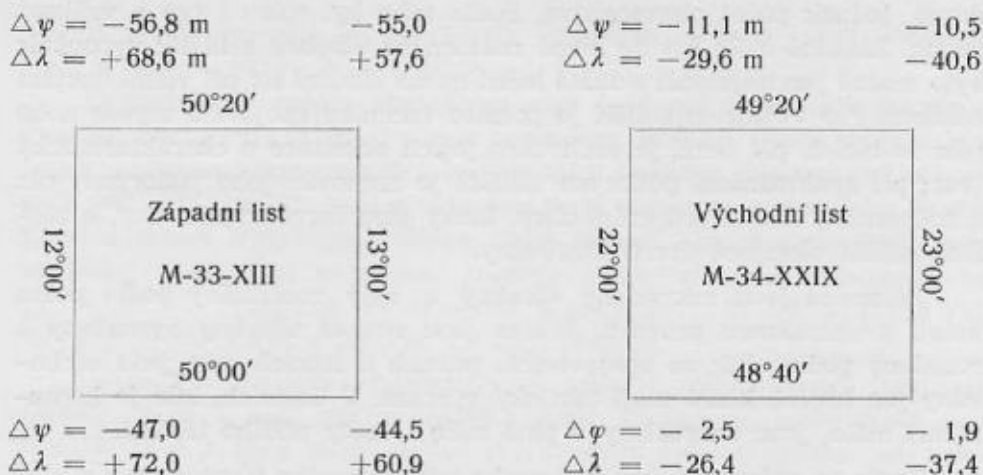 △ψ = −56,8 m −55,0
△λ = +68,6 m +57,6
50°20′
Západní list
M-33-XIII
12°00′
13°00′
50°00′
△ψ = −47,0 −44,5
△λ = +72,0 +60,9
△φ = −11,1 m −10,5
△λ = −29,6 m −40,6
49°20′
Východní list
M-34-XXIX
22°00′
23°00′
48°40′
△φ = 2,5 1,9
△λ = −26,4 −37,4